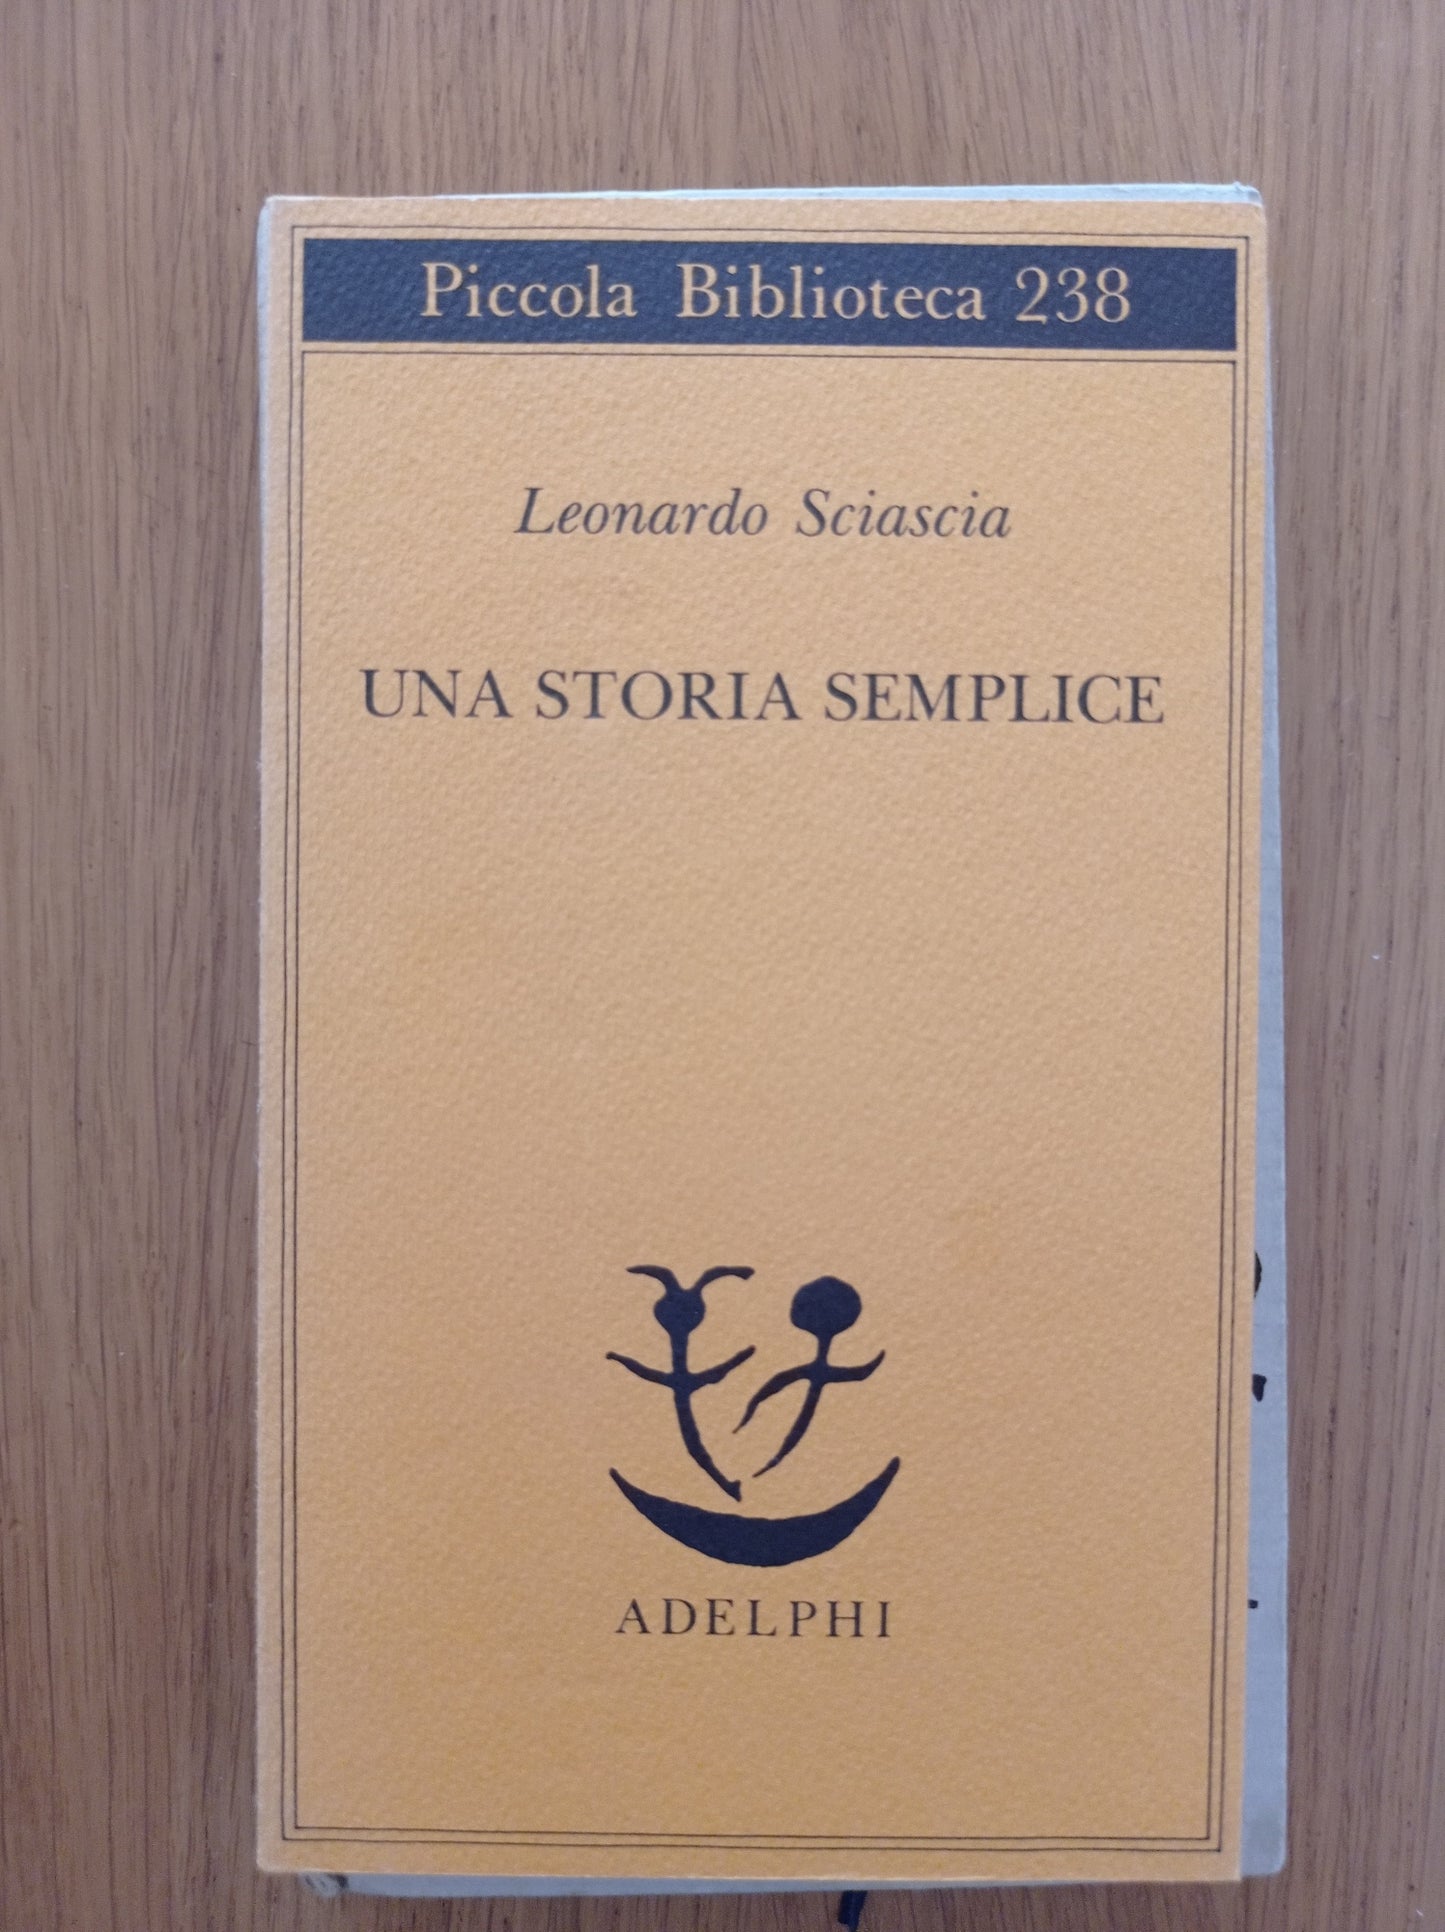 Piccola Biblioteca 238
Leonardo Sciascia
UNA STORIA SEMPLICE
ADELPHI